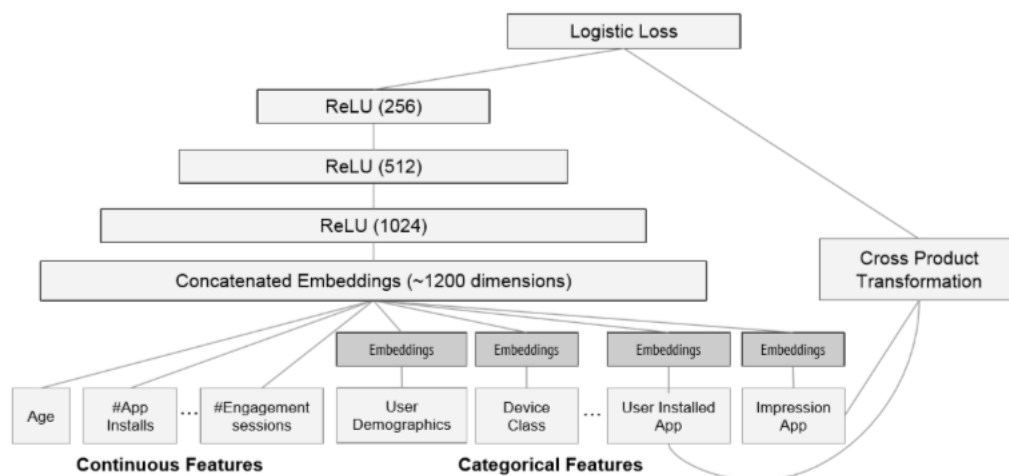 Logistic Loss
ReLU (256)
ReLU (512)
ReLU (1024)
Concatenated Embeddings (~1200 dimensions)
Cross Product
Transformation
Embeddings
Embeddings
Embeddings
Embeddings
Age
#App
Installs
...
#Engagement
sessions
User
Demographics
Device
Class
...
User Installed
App
Impression
App
Continuous Features
Categorical Features